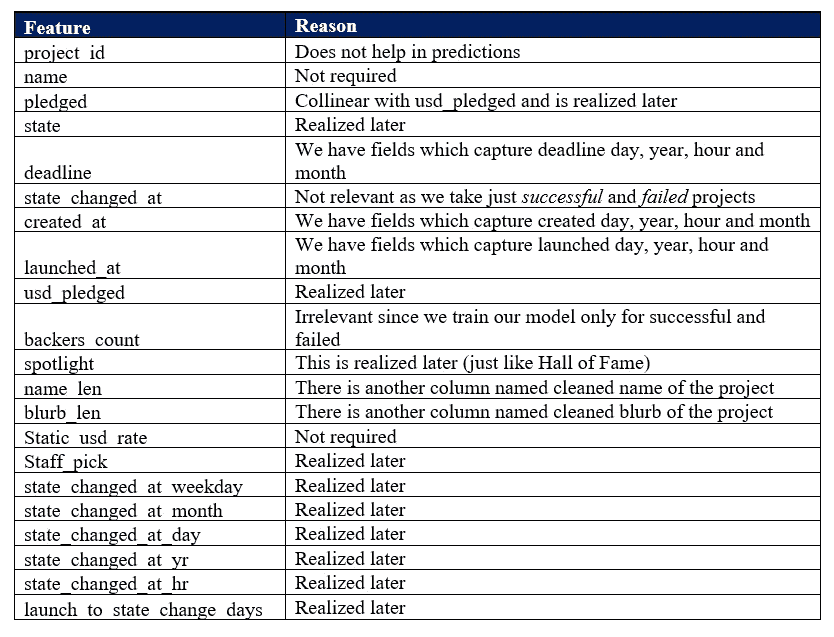 Feature Reason
project_id Does not help in predictions
name Not required
pledged Collinear with usd_pledged and is realized later
state Realized later
deadline We have fields which capture deadline day, year, hour and
month
state_changed_at Not relevant as we take just successful and failed projects
created_at We have fields which capture created day, year, hour and month
launched_at We have fields which capture launched day, year, hour and
month
usd_pledged Realized later
backers_count Irrelevant since we train our model only for successful and
failed
spotlight This is realized later (just like Hall of Fame)
name_len There is another column named cleaned name of the project
blurb_len There is another column named cleaned blurb of the project
Static_usd_rate Not required
Staff_pick Realized later
state_changed_at_weekday Realized later
state_changed_at_month Realized later
state_changed_at_day Realized later
state_changed_at_yr Realized later
state_changed_at_hr Realized later
launch_to_state_change_days Realized later